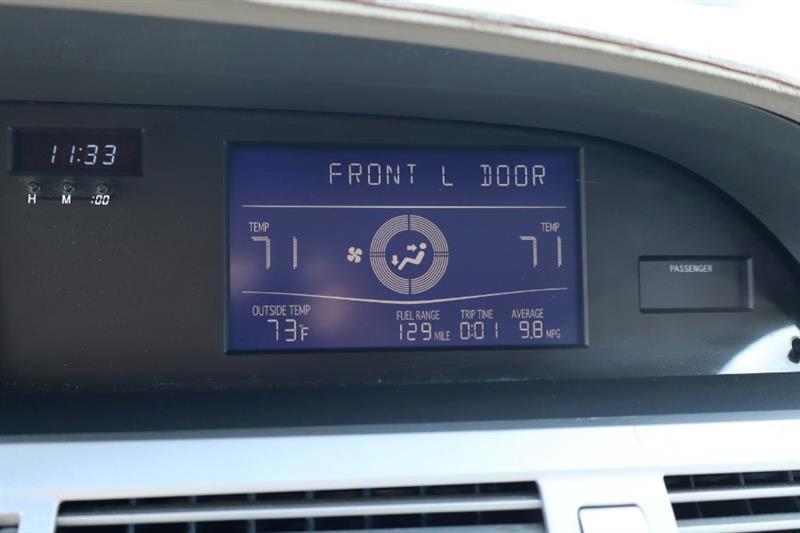 11:33
H M :00
FRONT L DOOR
TEMP TEMP
71 71
PASSENGER
OUTSIDE TEMP FUEL RANGE TRIP TIME AVERAGE
73°F 129 MILE 0:01 9.8 MPG